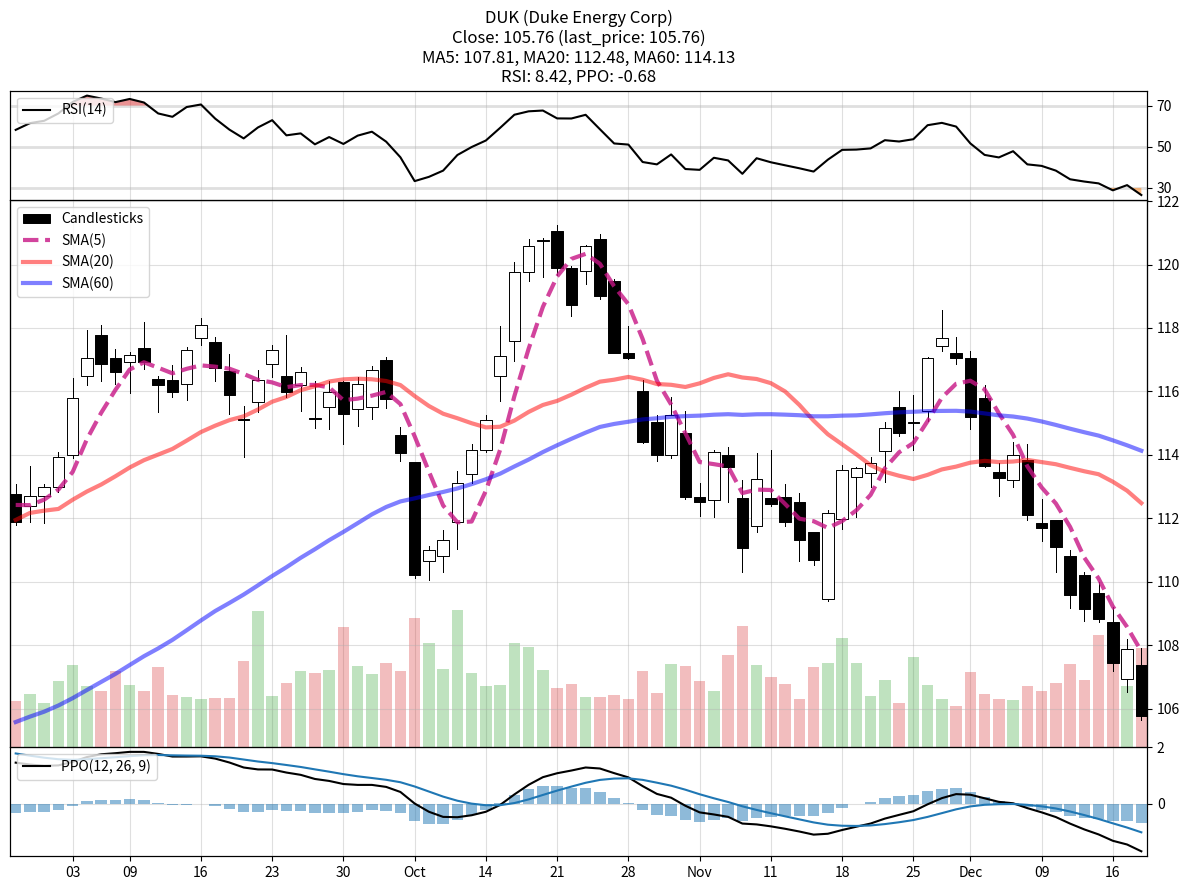 DUK (Duke Energy Corp)
Close: 105.76 (last_price: 105.76)
MA5: 107.81, MA20: 112.48, MA60: 114.13
RSI: 8.42, PPO: -0.68
RSI(14)
70
50
30
Candlesticks
SMA(5)
SMA(20)
SMA(60)
122
120
118
116
114
112
110
108
106
PPO(12, 26, 9)
2
0
03 09 16 23 30 Oct 14 21 28 Nov 11 18 25 Dec 09 16